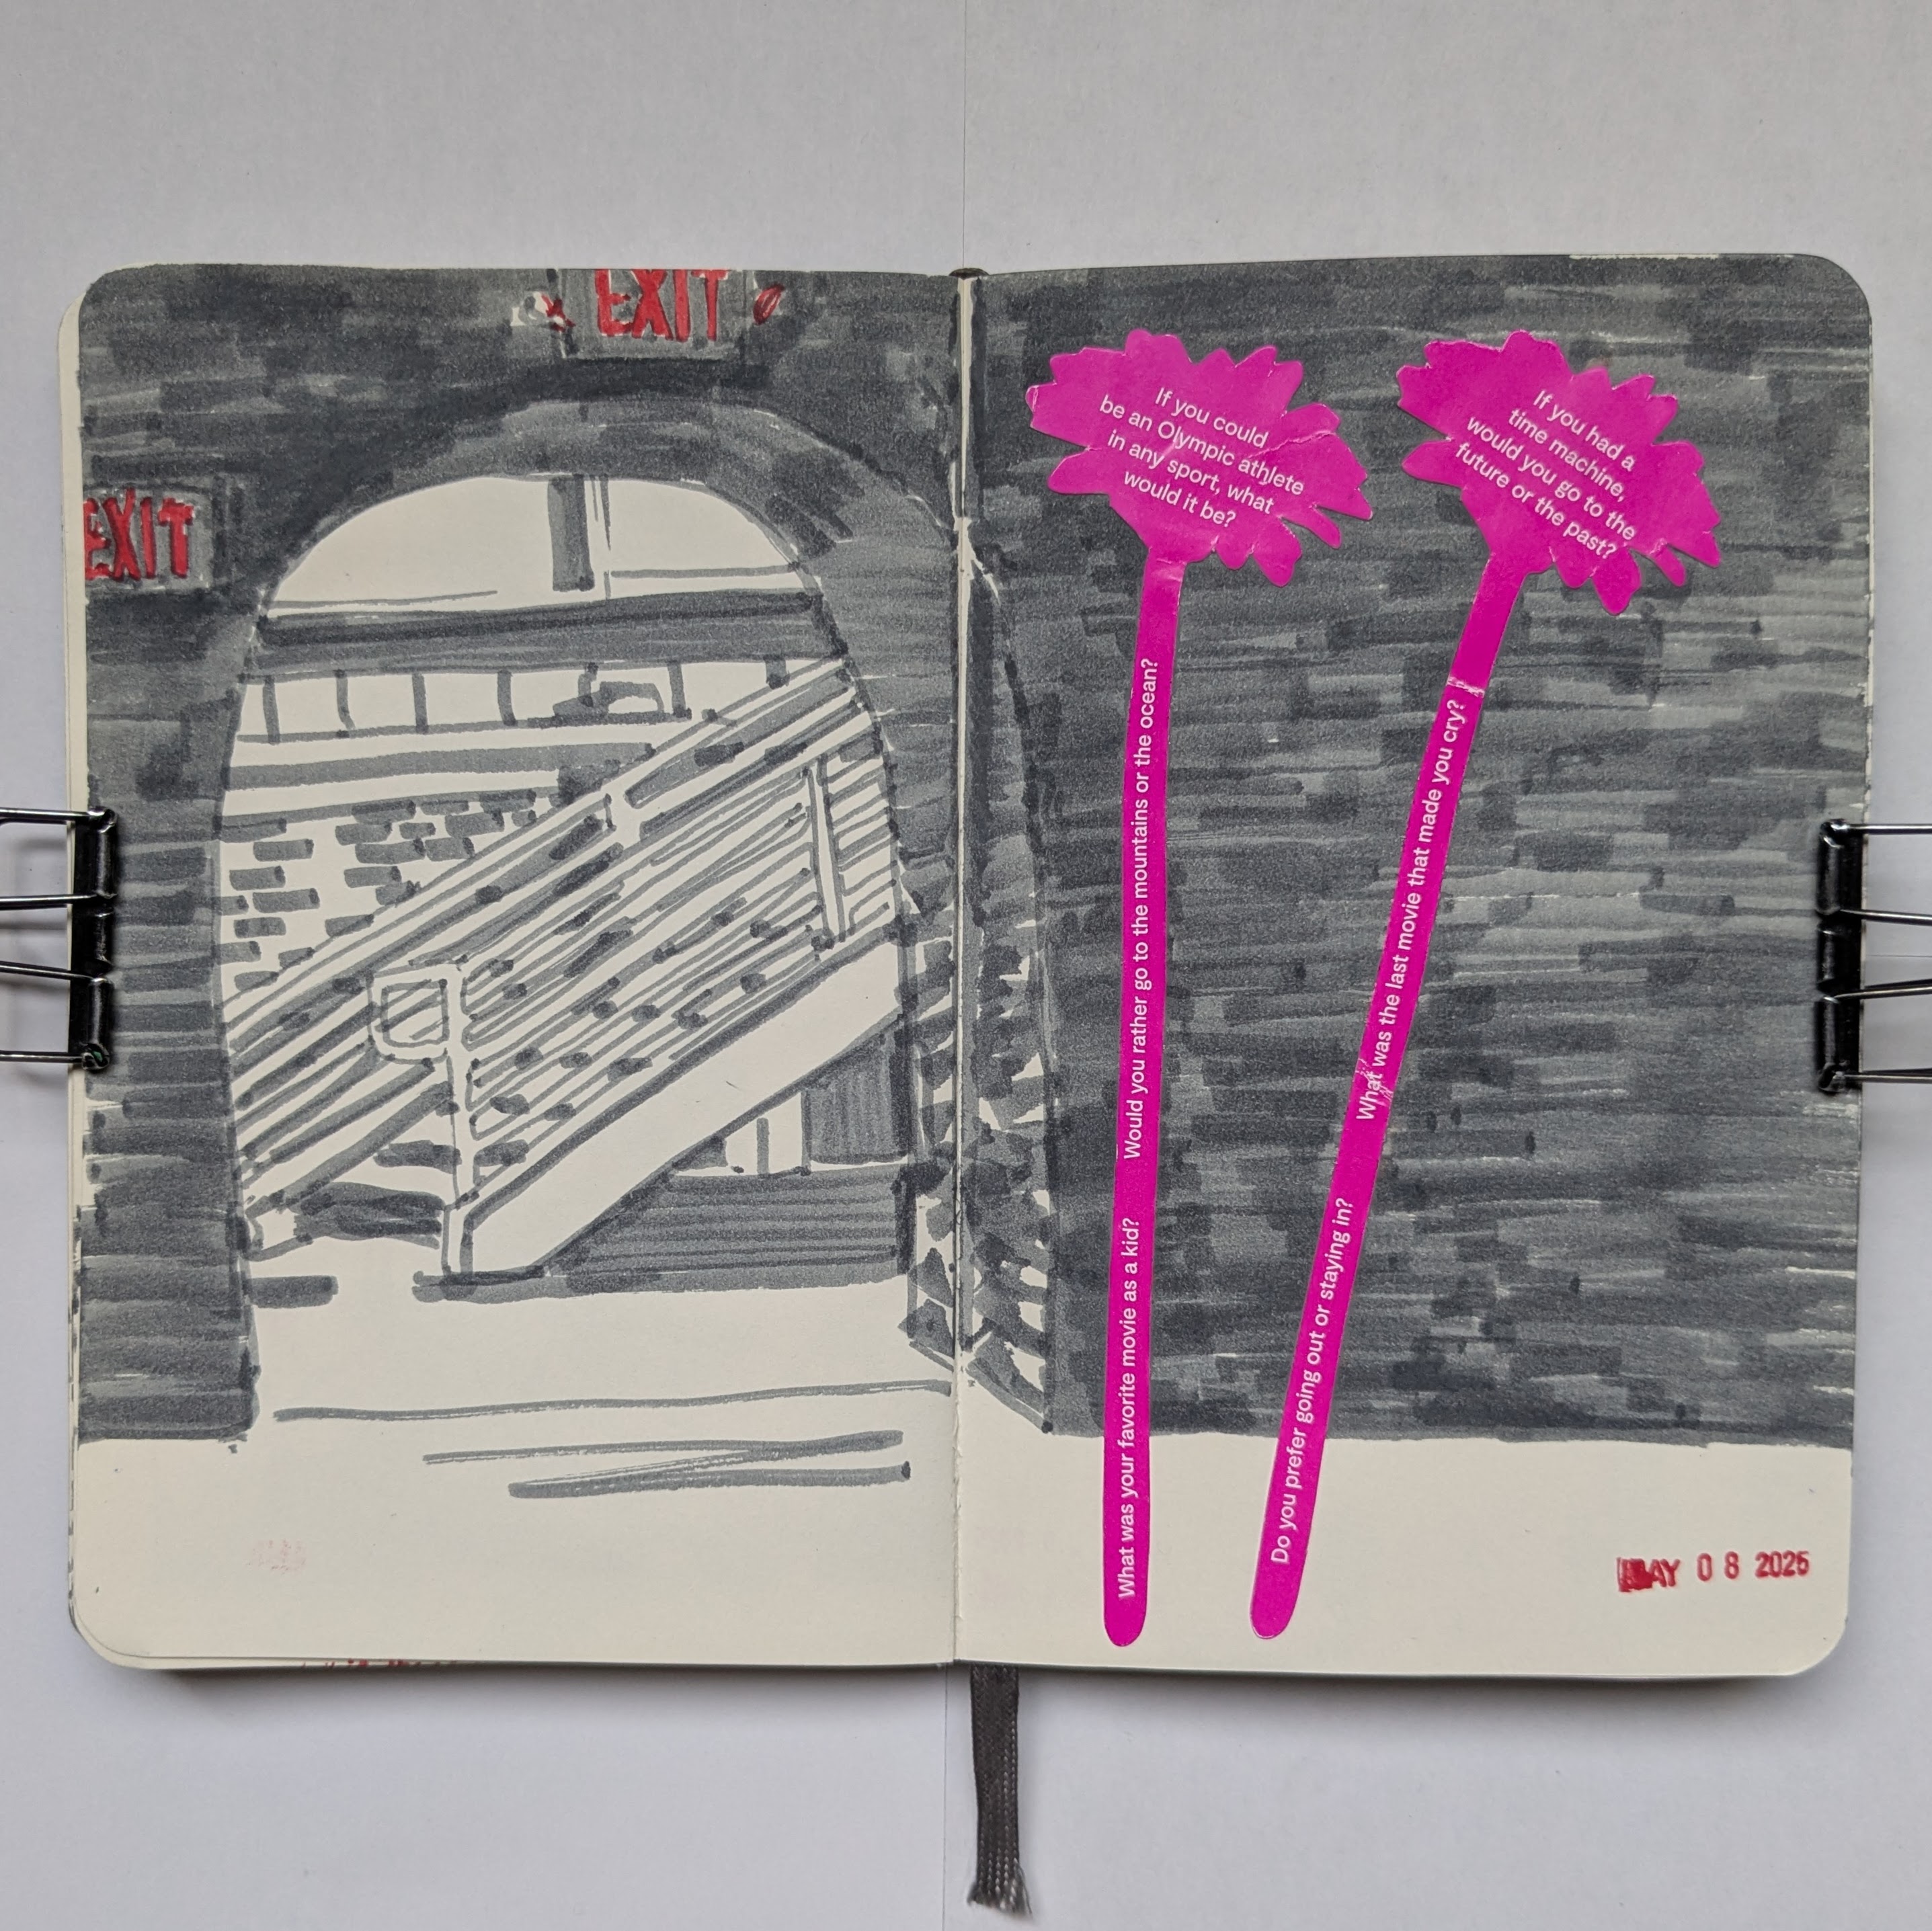 EXIT
EXIT
If you could
be an Olympic athlete
in any sport, what
would it be?
Would you rather go to the mountains or the ocean?
What was your favorite movie as a kid?
If you had a
time machine,
would you go to the
future or the past?
What was the last movie that made you cry?
Do you prefer going out or staying in?
MAY 08 2025